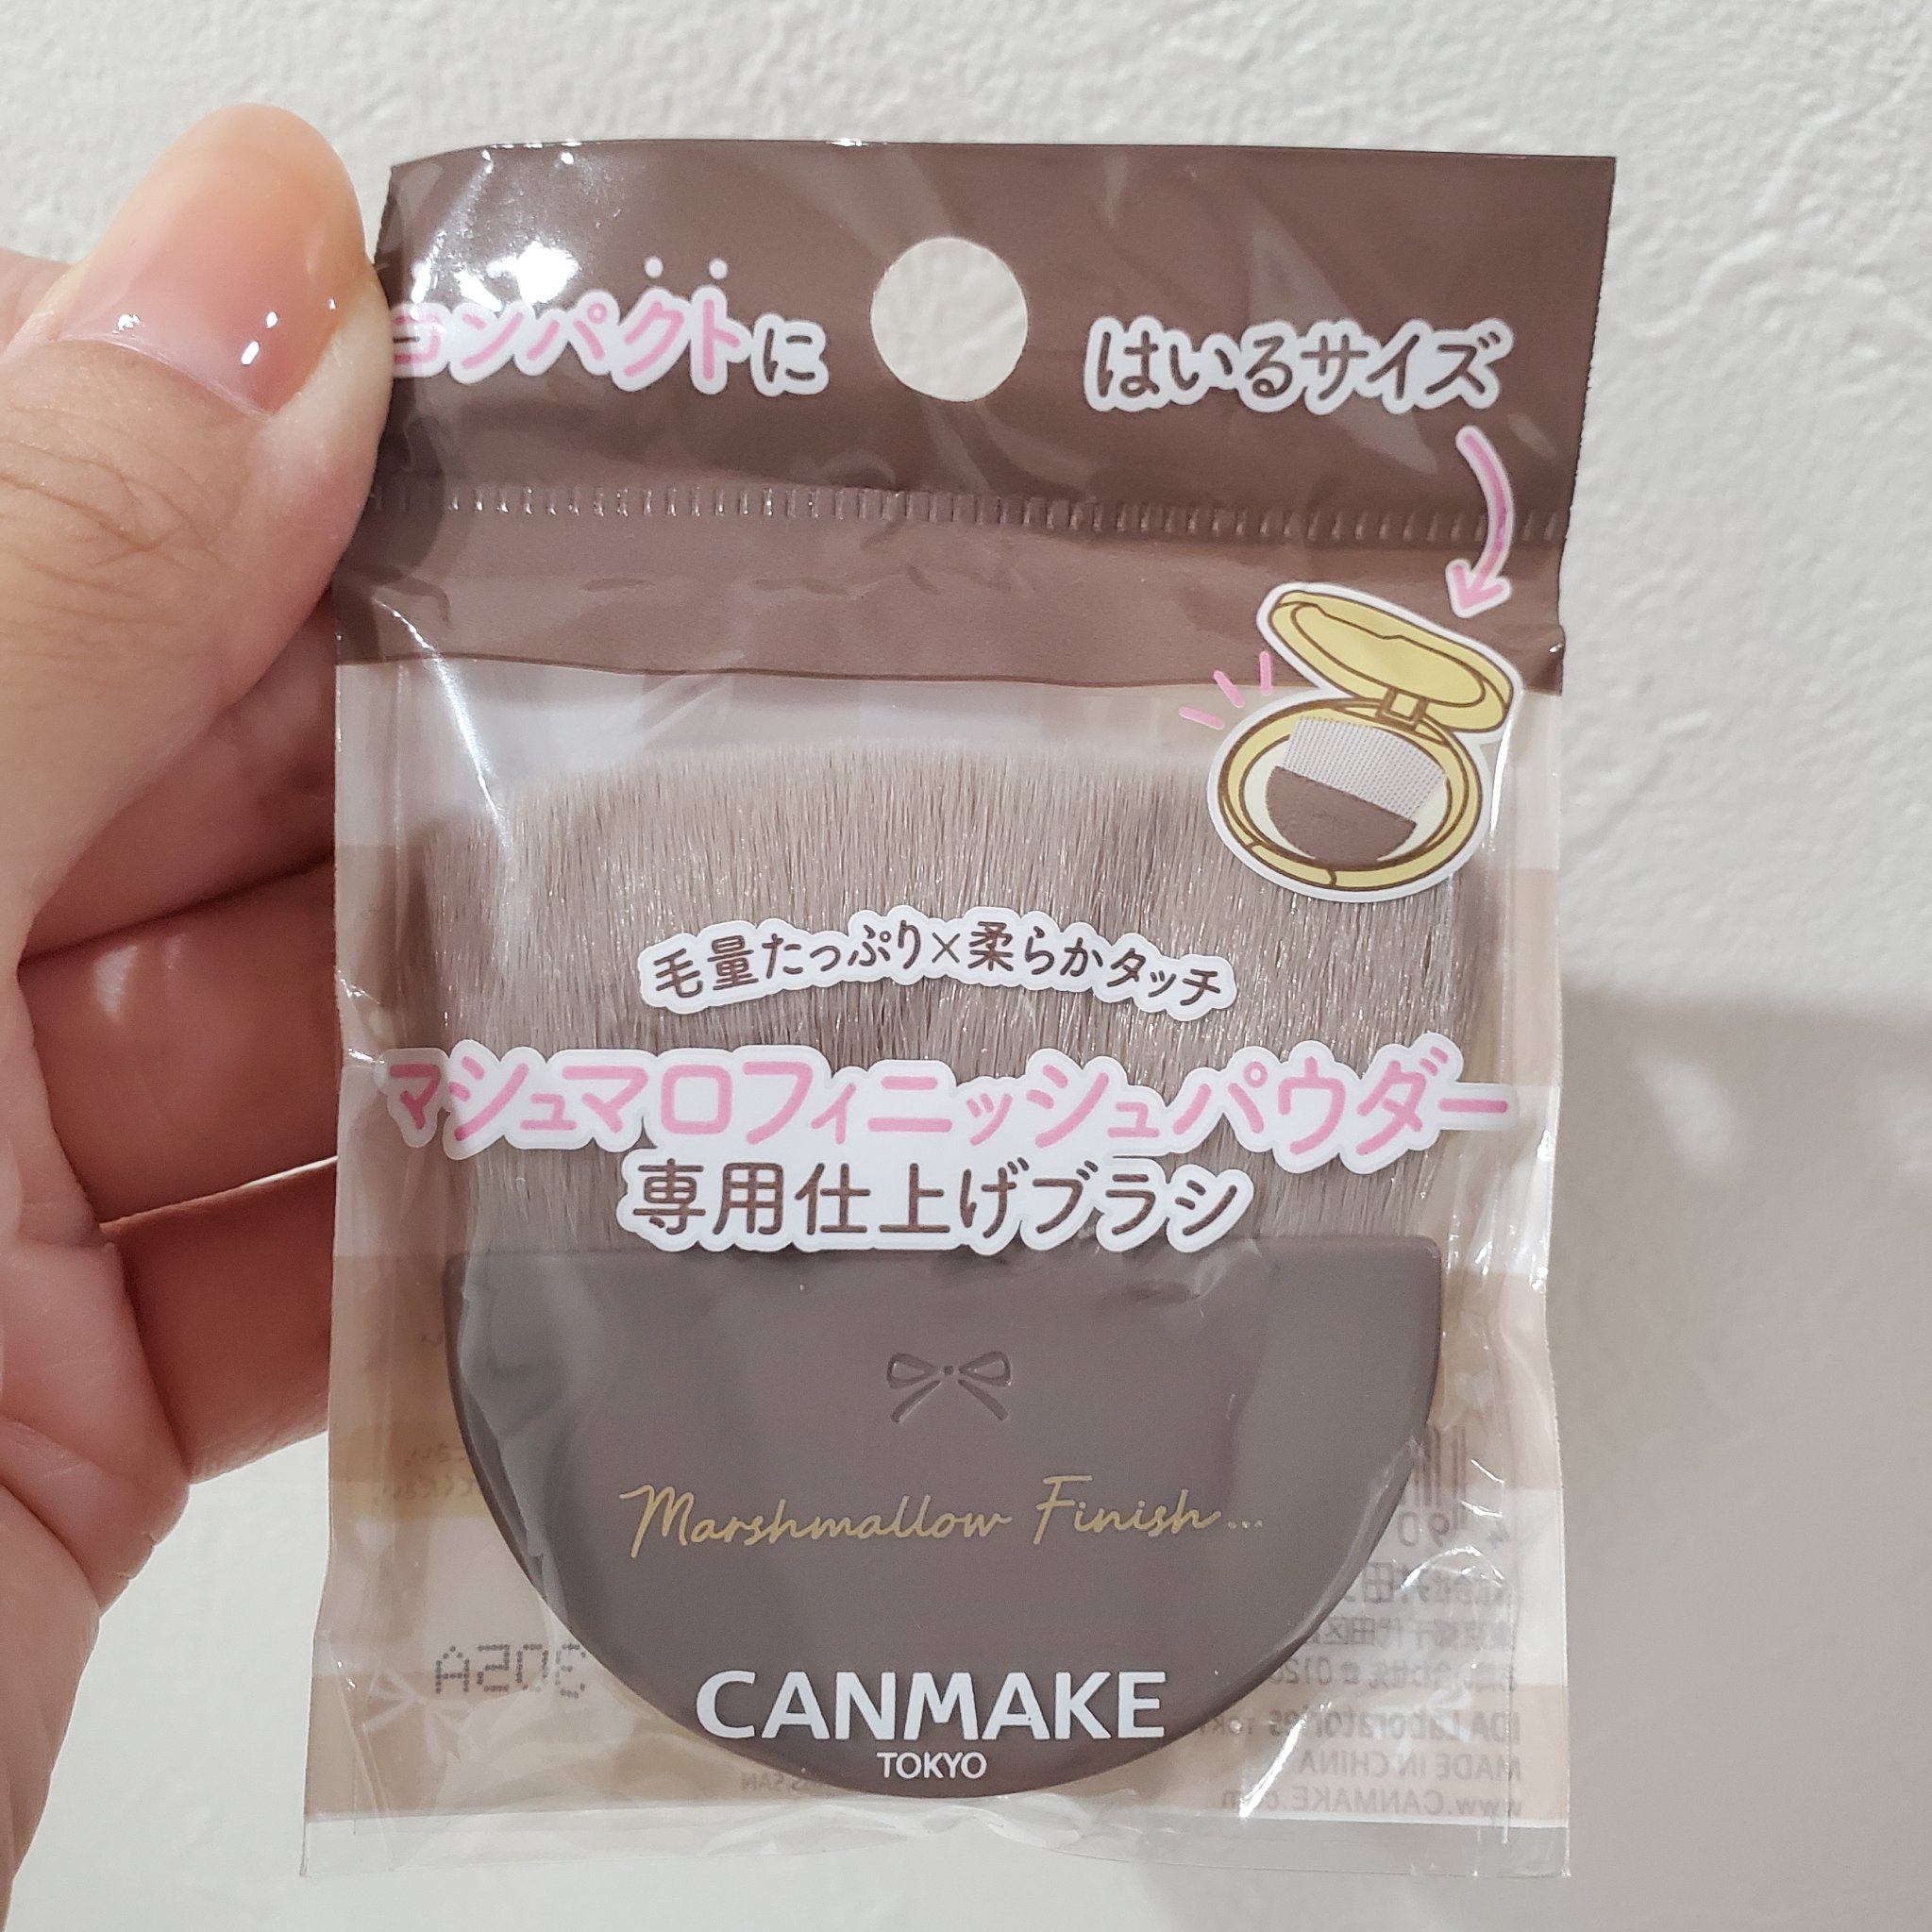 コンパクトに はいるサイズ
毛量たっぷり×柔らかタッチ
マシュマロフィニッシュパウダー
専用仕上げブラシ
Marshmallow Finish...
CANMAKE
TOKYO
305A
IDA Laboratories
MADE IN CHINA
www.CANMAKE.com